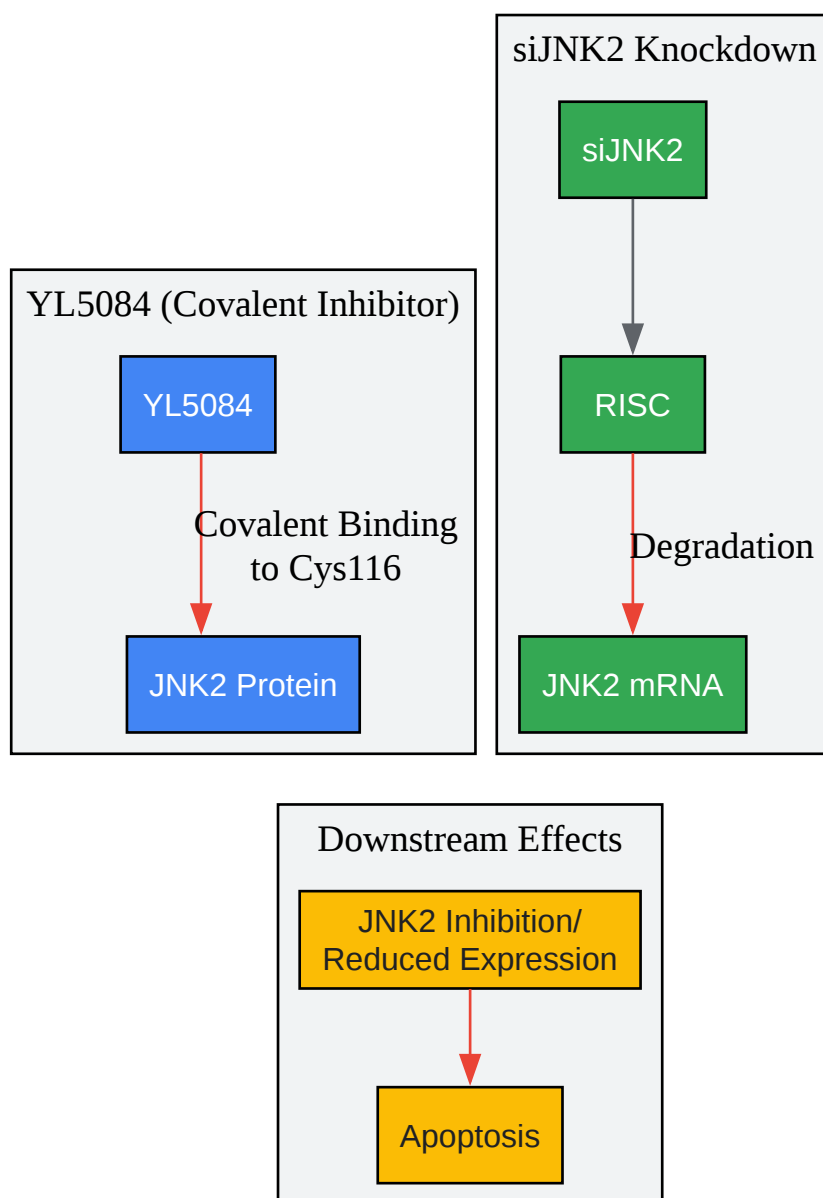 siJNK2 Knockdown
siJNK2
RISC
Degradation
JNK2 mRNA
YL5084 (Covalent Inhibitor)
YL5084
Covalent Binding
to Cys116
JNK2 Protein
Downstream Effects
JNK2 Inhibition/
Reduced Expression
Apoptosis